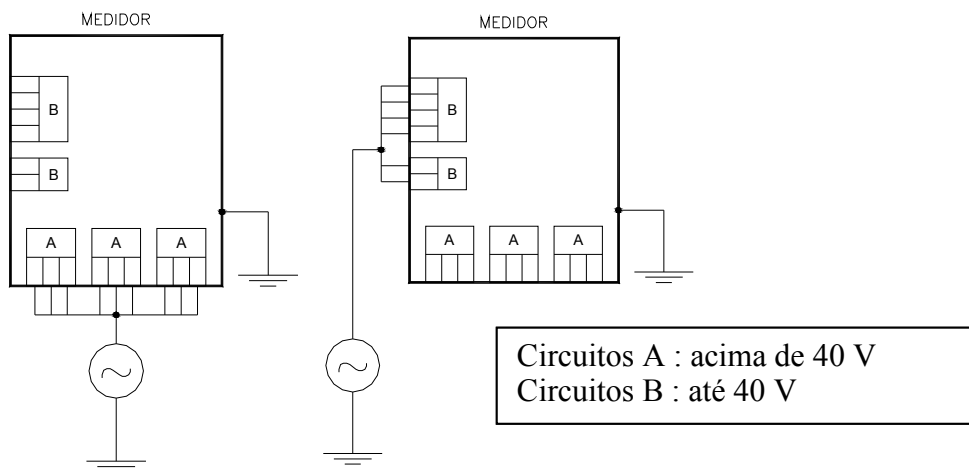 MEDIDOR
B
B
A A A
MEDIDOR
B
B
A A A
Circuitos A : acima de 40 V
Circuitos B : até 40 V